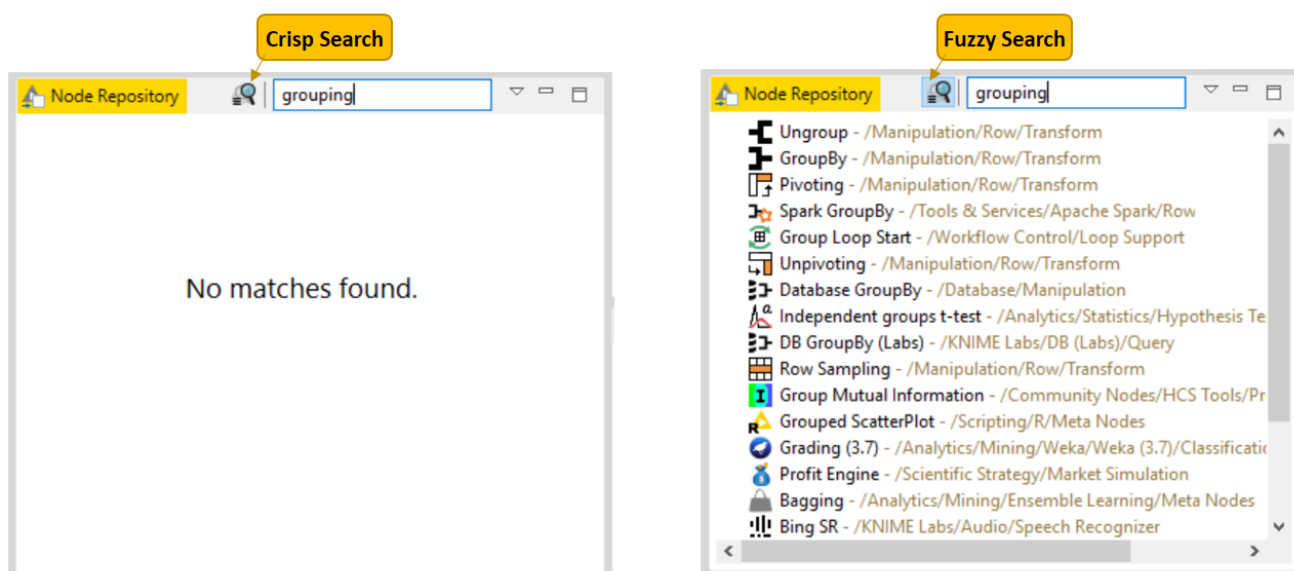 Crisp Search
Node Repository
grouping
No matches found.
Fuzzy Search
Node Repository
grouping
Ungroup - /Manipulation/Row/Transform
GroupBy - /Manipulation/Row/Transform
Pivoting - /Manipulation/Row/Transform
Spark GroupBy - /Tools & Services/Apache Spark/Row
Group Loop Start - /Workflow Control/Loop Support
Unpivoting - /Manipulation/Row/Transform
Database GroupBy - /Database/Manipulation
Independent groups t-test - /Analytics/Statistics/Hypothesis Te
DB GroupBy (Labs) - /KNIME Labs/DB (Labs)/Query
Row Sampling - /Manipulation/Row/Transform
Group Mutual Information - /Community Nodes/HCS Tools/Pr
Grouped ScatterPlot - /Scripting/R/Meta Nodes
Grading (3.7) - /Analytics/Mining/Weka/Weka (3.7)/Classificatio
Profit Engine - /Scientific Strategy/Market Simulation
Bagging - /Analytics/Mining/Ensemble Learning/Meta Nodes
Bing SR - /KNIME Labs/Audio/Speech Recognizer